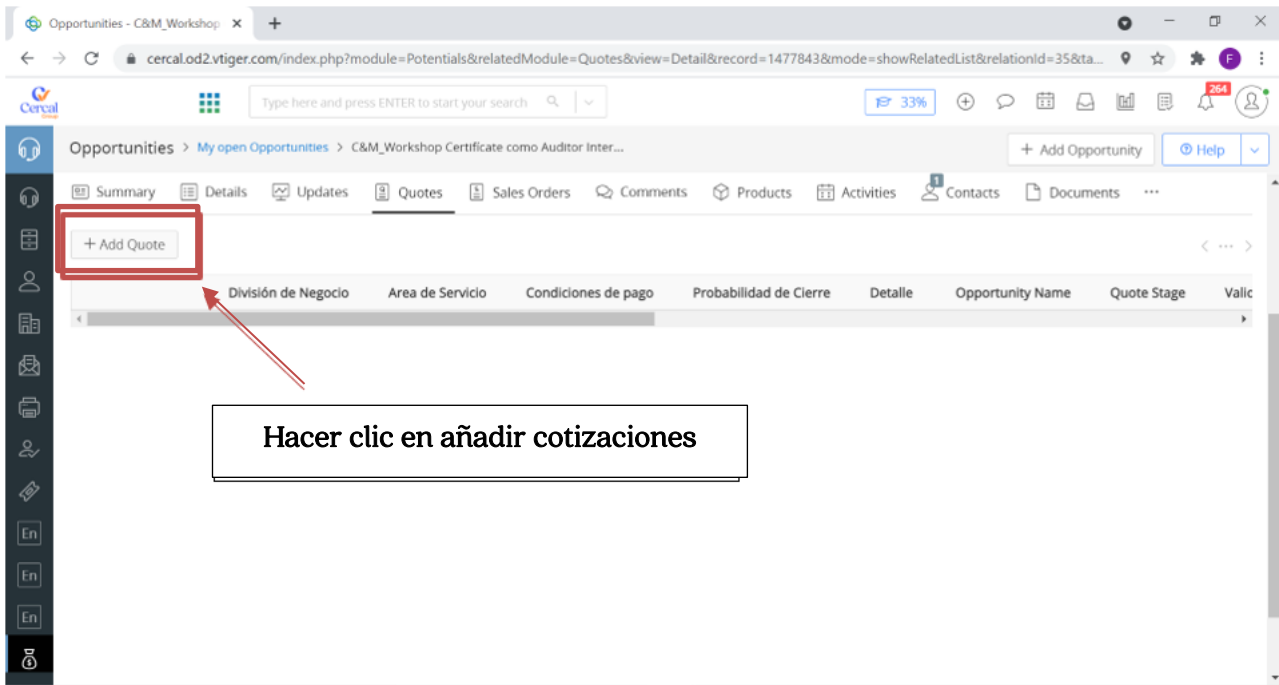 Opportunities - C&M_Workshop
cercal.od2.vtiger.com/index.php?module=Potentials&relatedModule=Quotes&view=Detail&record=1477843&mode=showRelatedList&relationId=35&ta...
F
Cercal
Group
Type here and press ENTER to start your search
33%
264
Opportunities > My open Opportunities > C&M_Workshop Certifícate como Auditor Inter...
+ Add Opportunity
Help
Summary Details Updates Quotes Sales Orders Comments Products Activities 1 Contacts Documents ...
+ Add Quote
< ... >
División de Negocio Area de Servicio Condiciones de pago Probabilidad de Cierre Detalle Opportunity Name Quote Stage Valid
Hacer clic en añadir cotizaciones
En
En
En